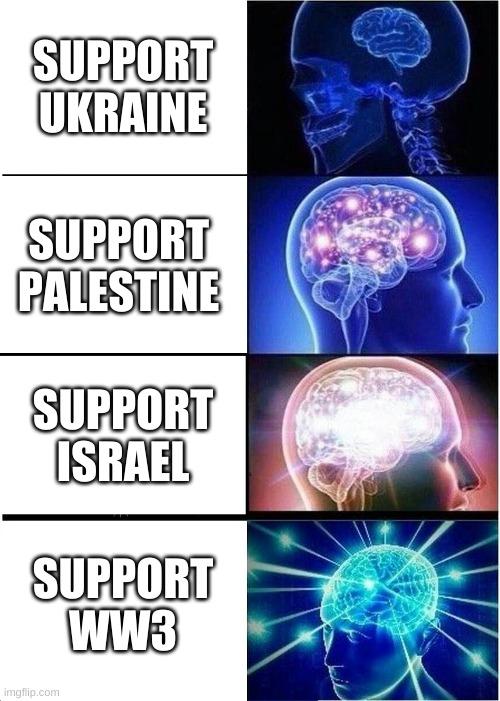 SUPPORT
UKRAINE
SUPPORT
PALESTINE
SUPPORT
ISRAEL
SUPPORT
WW3
imgflip.com